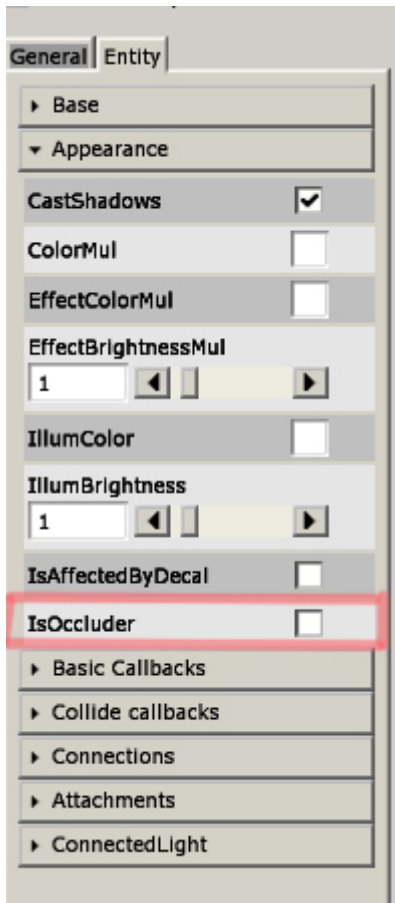 General Entity
Base
Appearance
CastShadows
ColorMul
EffectColorMul
EffectBrightnessMul
1
IllumColor
IllumBrightness
1
IsAffectedByDecal
IsOccluder
Basic Callbacks
Collide callbacks
Connections
Attachments
ConnectedLight